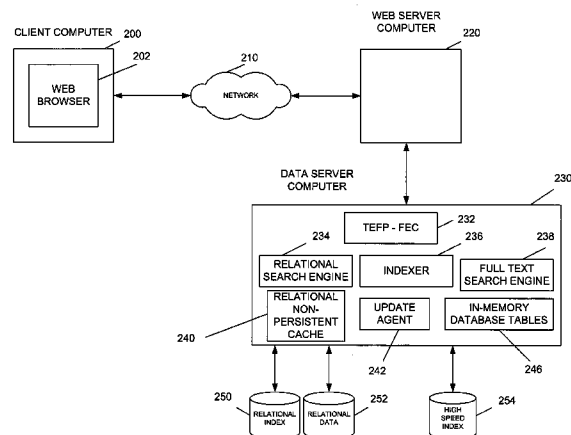 WEB SERVER
COMPUTER
CLIENT COMPUTER
200
220
202
210
WEB
BROWSER
NETWORK
DATA SERVER
COMPUTER
230
TEFP - FEC
232
234
236
238
RELATIONAL
SEARCH ENGINE
INDEXER
FULL TEXT
SEARCH ENGINE
RELATIONAL
NON-
PERSISTENT
CACHE
UPDATE
AGENT
IN-MEMORY
DATABASE TABLES
240
242
246
250
RELATIONAL
INDEX
RELATIONAL
DATA
252
HIGH
SPEED
INDEX
254